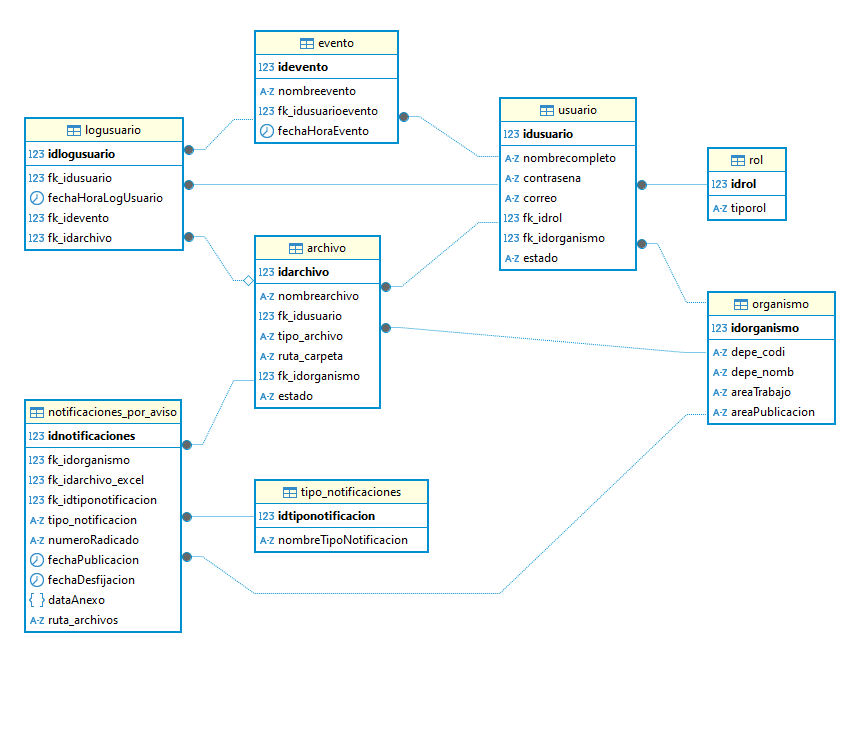 evento
123 idevento
A-Z nombreevento
123 fk_idusuarioevento
fechaHoraEvento
logusuario
123 idlogusuario
123 fk_idusuario
fechaHoraLogUsuario
123 fk_idevento
123 fk_idarchivo
usuario
123 idusuario
A-Z nombrecompleto
A-Z contrasena
A-Z correo
123 fk_idrol
123 fk_idorganismo
A-Z estado
rol
123 idrol
A-Z tiporol
archivo
123 idarchivo
A-Z nombrearchivo
123 fk_idusuario
A-Z tipo_archivo
A-Z ruta_carpeta
123 fk_idorganismo
A-Z estado
organismo
123 idorganismo
A-Z depe_codi
A-Z depe_nomb
A-Z areaTrabajo
A-Z areaPublicacion
notificaciones_por_aviso
123 idnotificaciones
123 fk_idorganismo
123 fk_idarchivo_excel
123 fk_idtiponotificacion
A-Z tipo_notificacion
A-Z numeroRadicado
fechaPublicacion
fechaDesfijacion
{ } dataAnexo
A-Z ruta_archivos
tipo_notificaciones
123 idtiponotificacion
A-Z nombreTipoNotificacion